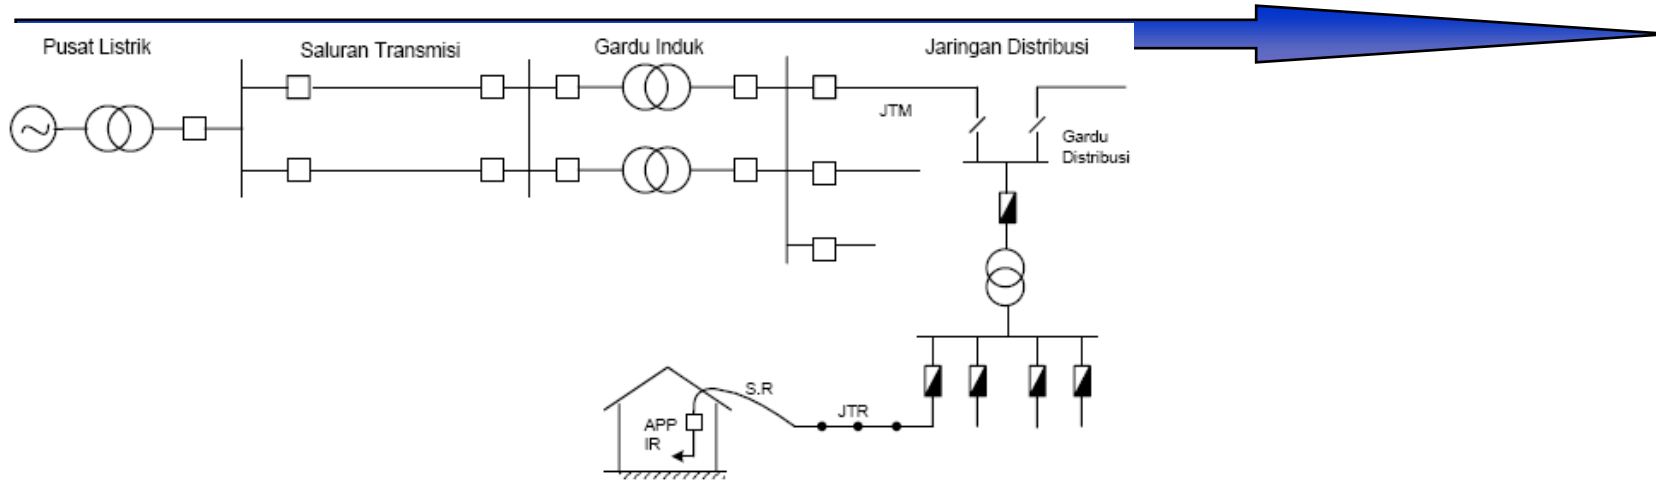 Pusat Listrik
Saluran Transmisi
Gardu Induk
Jaringan Distribusi
JTM
Gardu
Distribusi
S.R
JTR
APP
IR